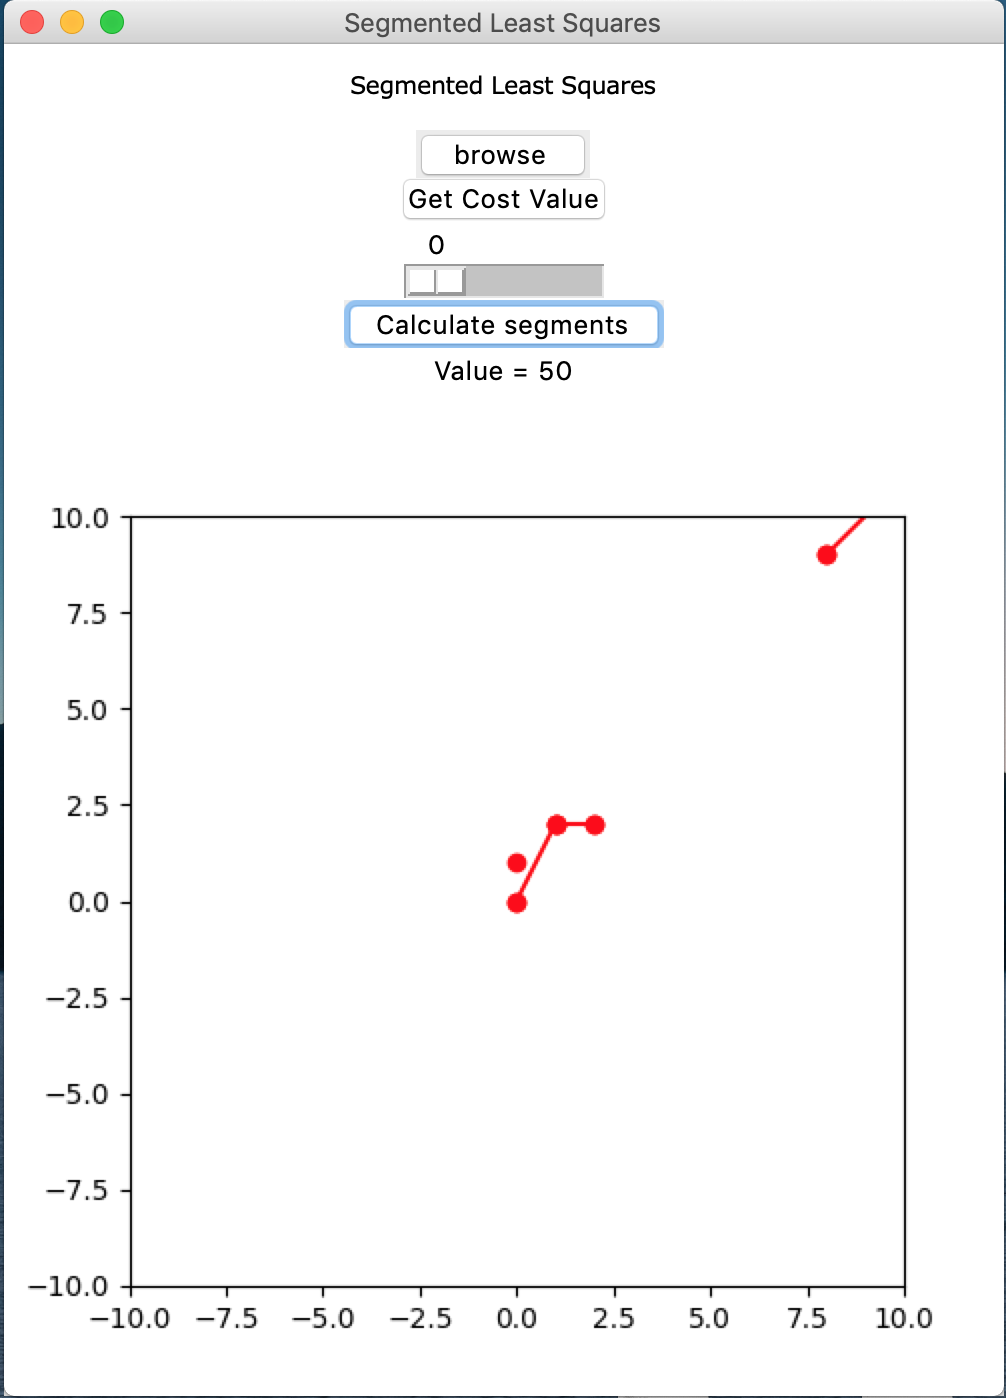 Segmented Least Squares
Segmented Least Squares
browse
Get Cost Value
0
Calculate segments
Value = 50
10.0
7.5
5.0
2.5
0.0
−2.5
−5.0
−7.5
−10.0
−10.0 −7.5 −5.0 −2.5 0.0 2.5 5.0 7.5 10.0